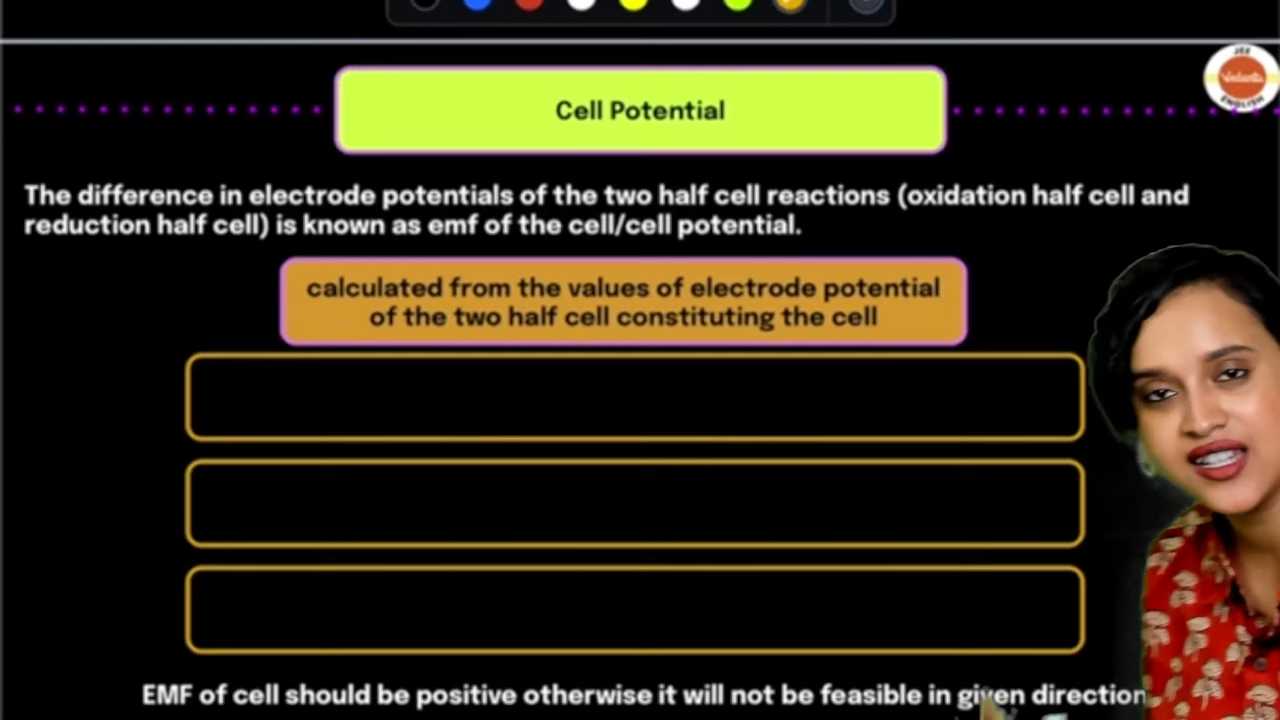 Cell Potential
JEE
Vedantu
ENGLISH
The difference in electrode potentials of the two half cell reactions (oxidation half cell and
reduction half cell) is known as emf of the cell/cell potential.
calculated from the values of electrode potential
of the two half cell constituting the cell
EMF of cell should be positive otherwise it will not be feasible in given direction